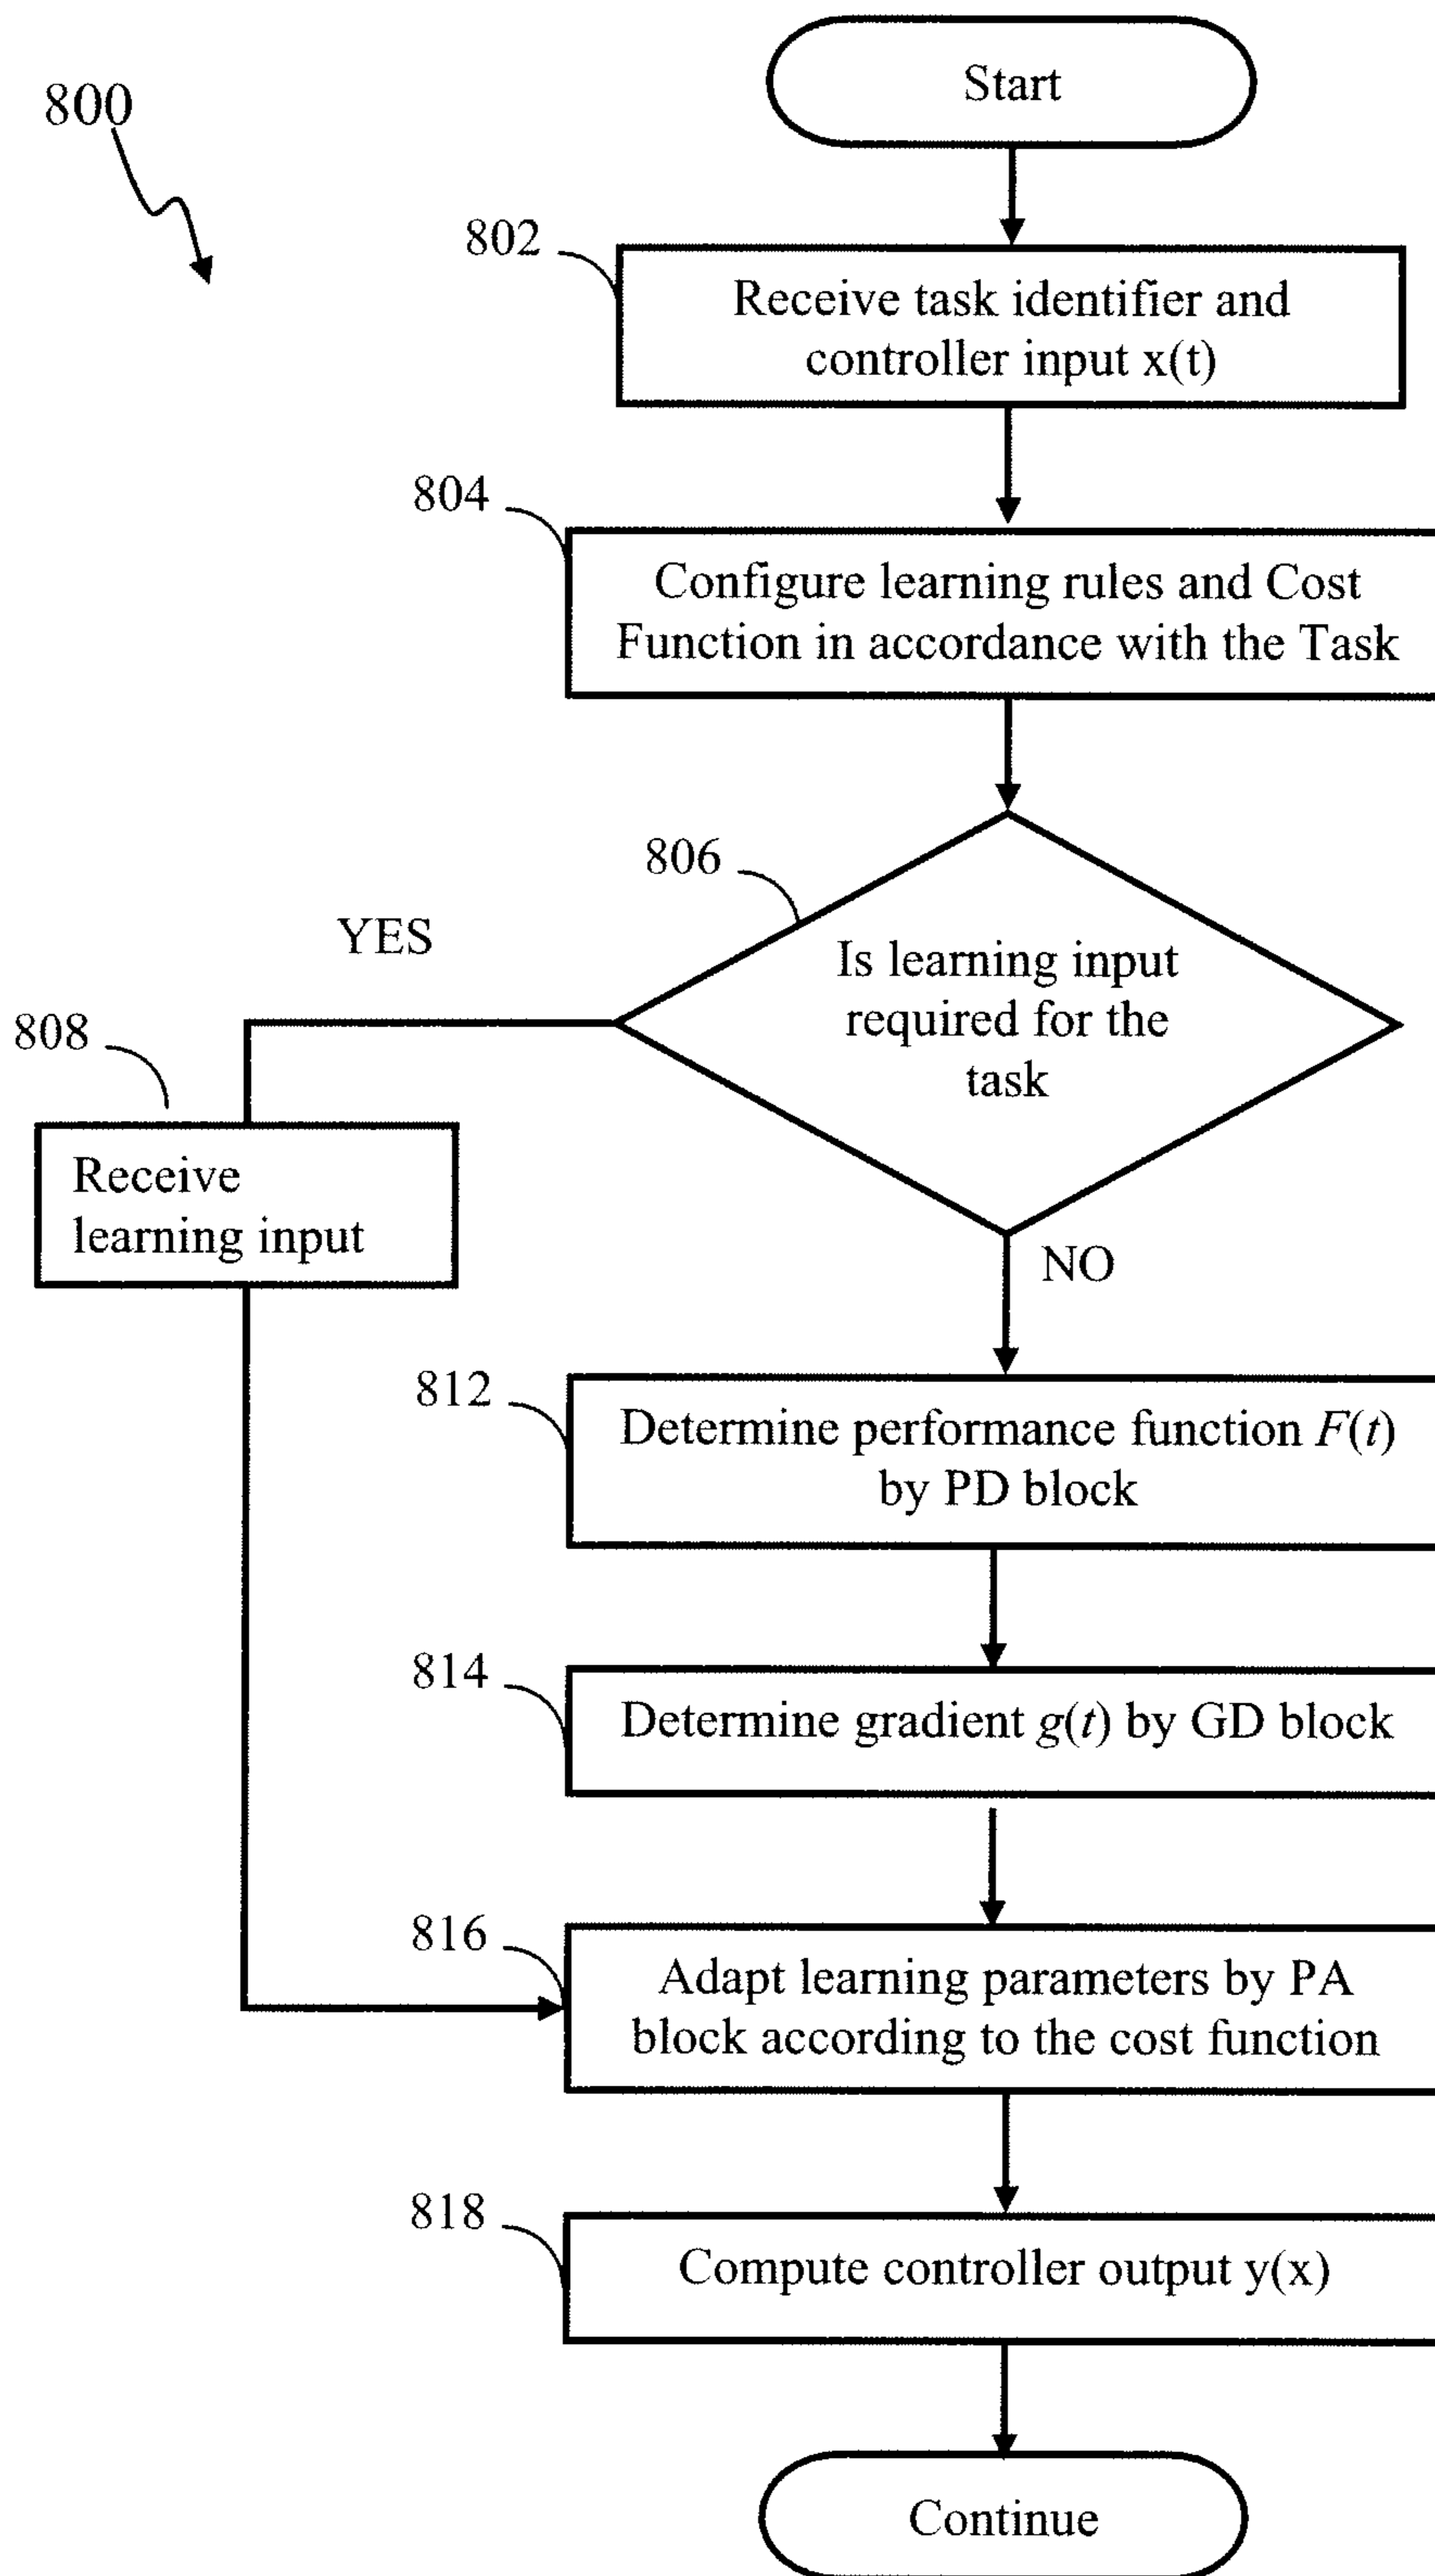 800
Start
802
Receive task identifier and
controller input x(t)
804
Configure learning rules and Cost
Function in accordance with the Task
806
YES
Is learning input
required for the
task
808
Receive
learning input
NO
812
Determine performance function F(t)
by PD block
814
Determine gradient g(t) by GD block
816
Adapt learning parameters by PA
block according to the cost function
818
Compute controller output y(x)
Continue